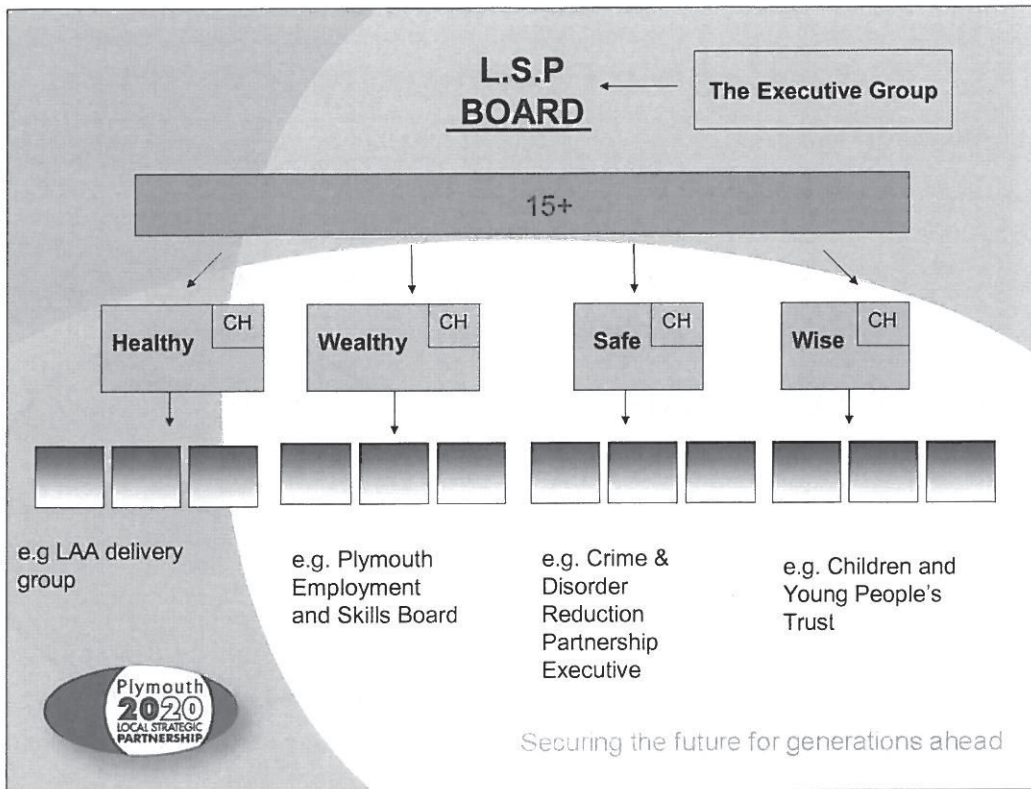 L.S.P
BOARD
The Executive Group
15+
Healthy
CH
Wealthy
CH
Safe
CH
Wise
CH
e.g LAA delivery
group
e.g. Plymouth
Employment
and Skills Board
e.g. Crime &
Disorder
Reduction
Partnership
Executive
e.g. Children and
Young People's
Trust
Plymouth
2020
LOCAL STRATEGIC
PARTNERSHIP
Securing the future for generations ahead